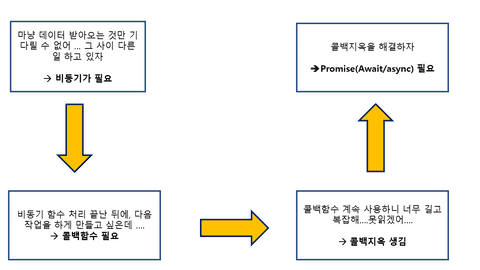 마냥 데이터 받아오는 것만 기
다릴 수 없어 ... 그 사이 다른
일 하고 있자
→ 비동기가 필요
비동기 함수 처리 끝난 뒤에, 다음
작업을 하게 만들고 싶은데 ....
→ 콜백함수 필요
콜백함수 계속 사용하니 너무 길고
복잡해....못읽겠어....
→ 콜백지옥 생김
콜백지옥을 해결하자
➔Promise(Await/async) 필요